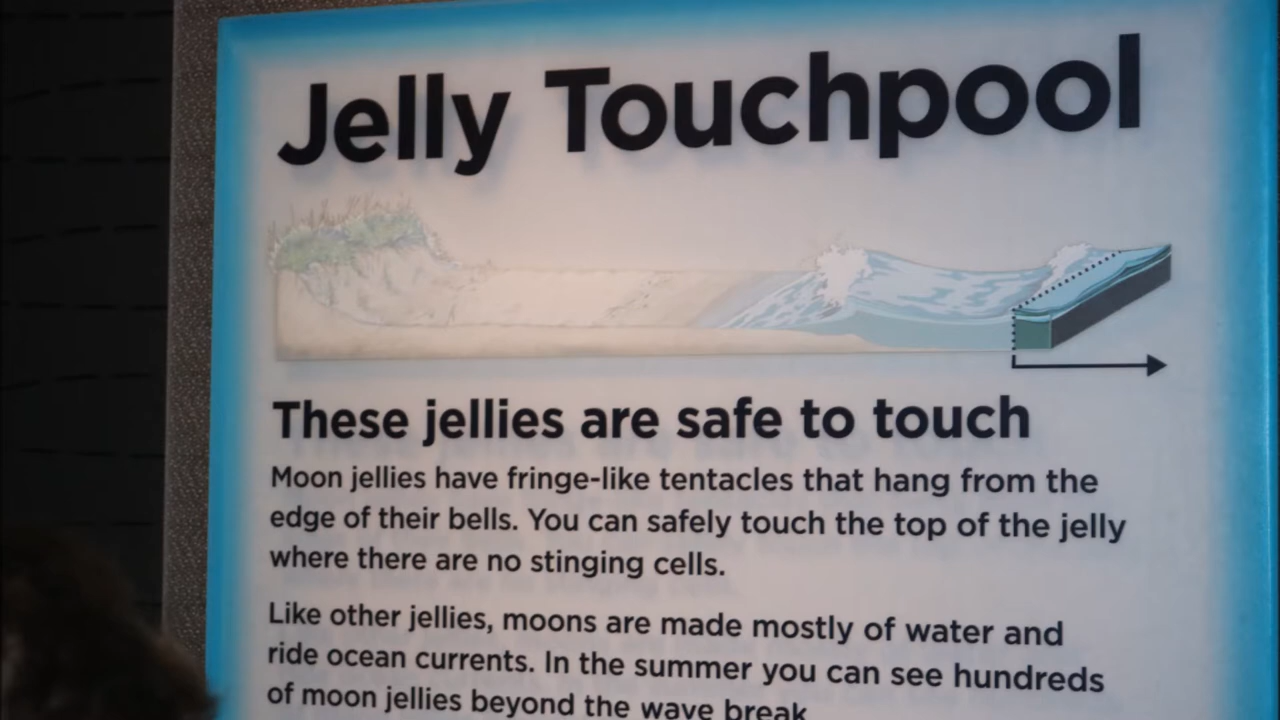 Jelly Touchpool
These jellies are safe to touch
Moon jellies have fringe-like tentacles that hang from the
edge of their bells. You can safely touch the top of the jelly
where there are no stinging cells.
Like other jellies, moons are made mostly of water and
ride ocean currents. In the summer you can see hundreds
of moon jellies beyond the wave break